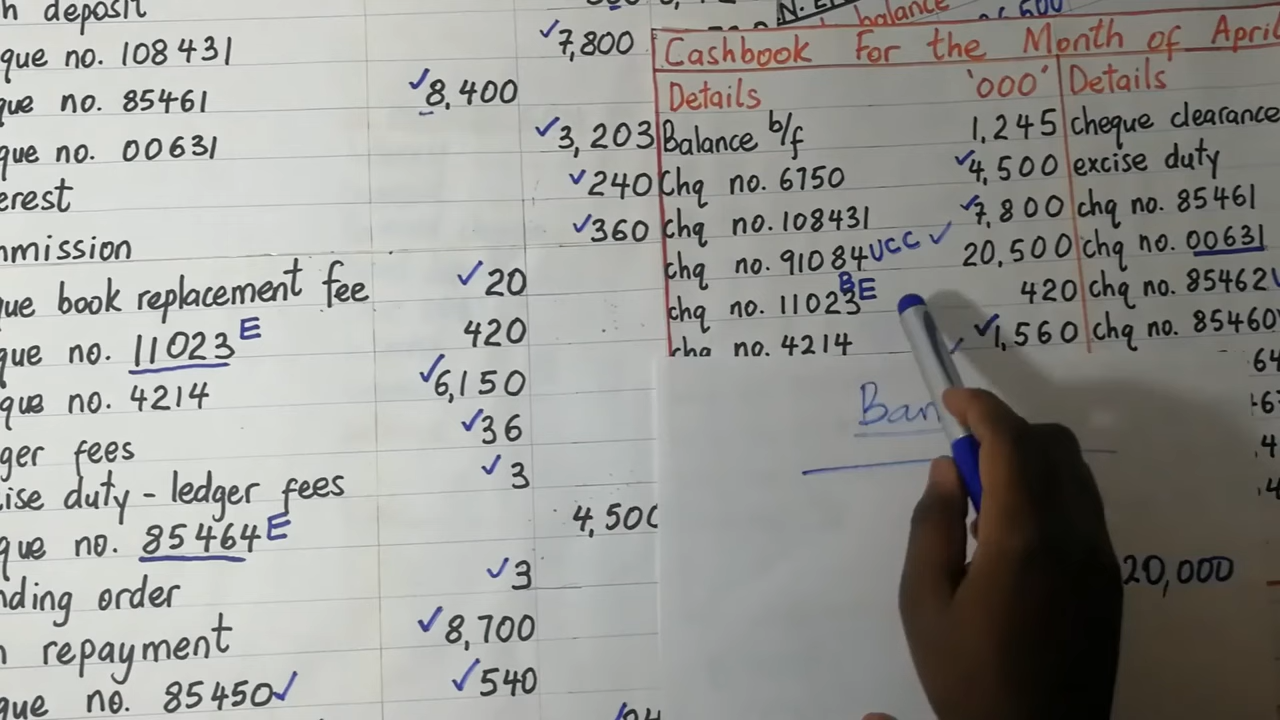 deposit
que no. 108431 ✓7,800
que no. 85461 ✓8,400
que no. 00631 ✓3,203
erest ✓240
mmission ✓360
que book replacement fee ✓20
que no. 11023 E 420
que no. 4214 ✓6,150
ger fees ✓36
ise duty - ledger fees ✓3
que no. 85464 E 4,500
nding order ✓3
repayment ✓8,700
que no. 85450✓ ✓540
balance
Cashbook for the Month of April
Details '000' Details
Balance b/f 1,245 cheque clearance
Chq no. 6750 ✓4,500 excise duty
chq no. 108431 ✓7,800 chq no. 85461
chq no. 91084 UCC ✓ 20,500 chq no. 00631
chq no. 11023 BE 420 chq no. 85462
chq no. 4214 ✓1,560 chq no. 85460
Ban
20,000